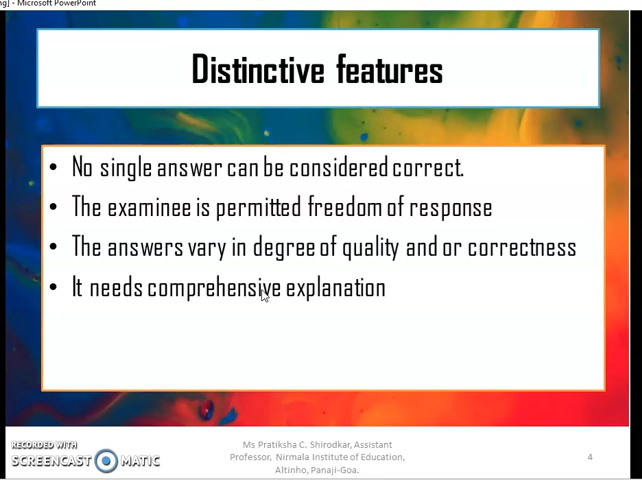 ng] - Microsoft PowerPoint
Distinctive features
• No single answer can be considered correct.
• The examinee is permitted freedom of response
• The answers vary in degree of quality and or correctness
• It needs comprehensive explanation
RECORDED WITH
SCREENCAST MATIC
Ms Pratiksha C. Shirodkar, Assistant
Professor, Nirmala Institute of Education,
Altinho, Panaji-Goa.
4